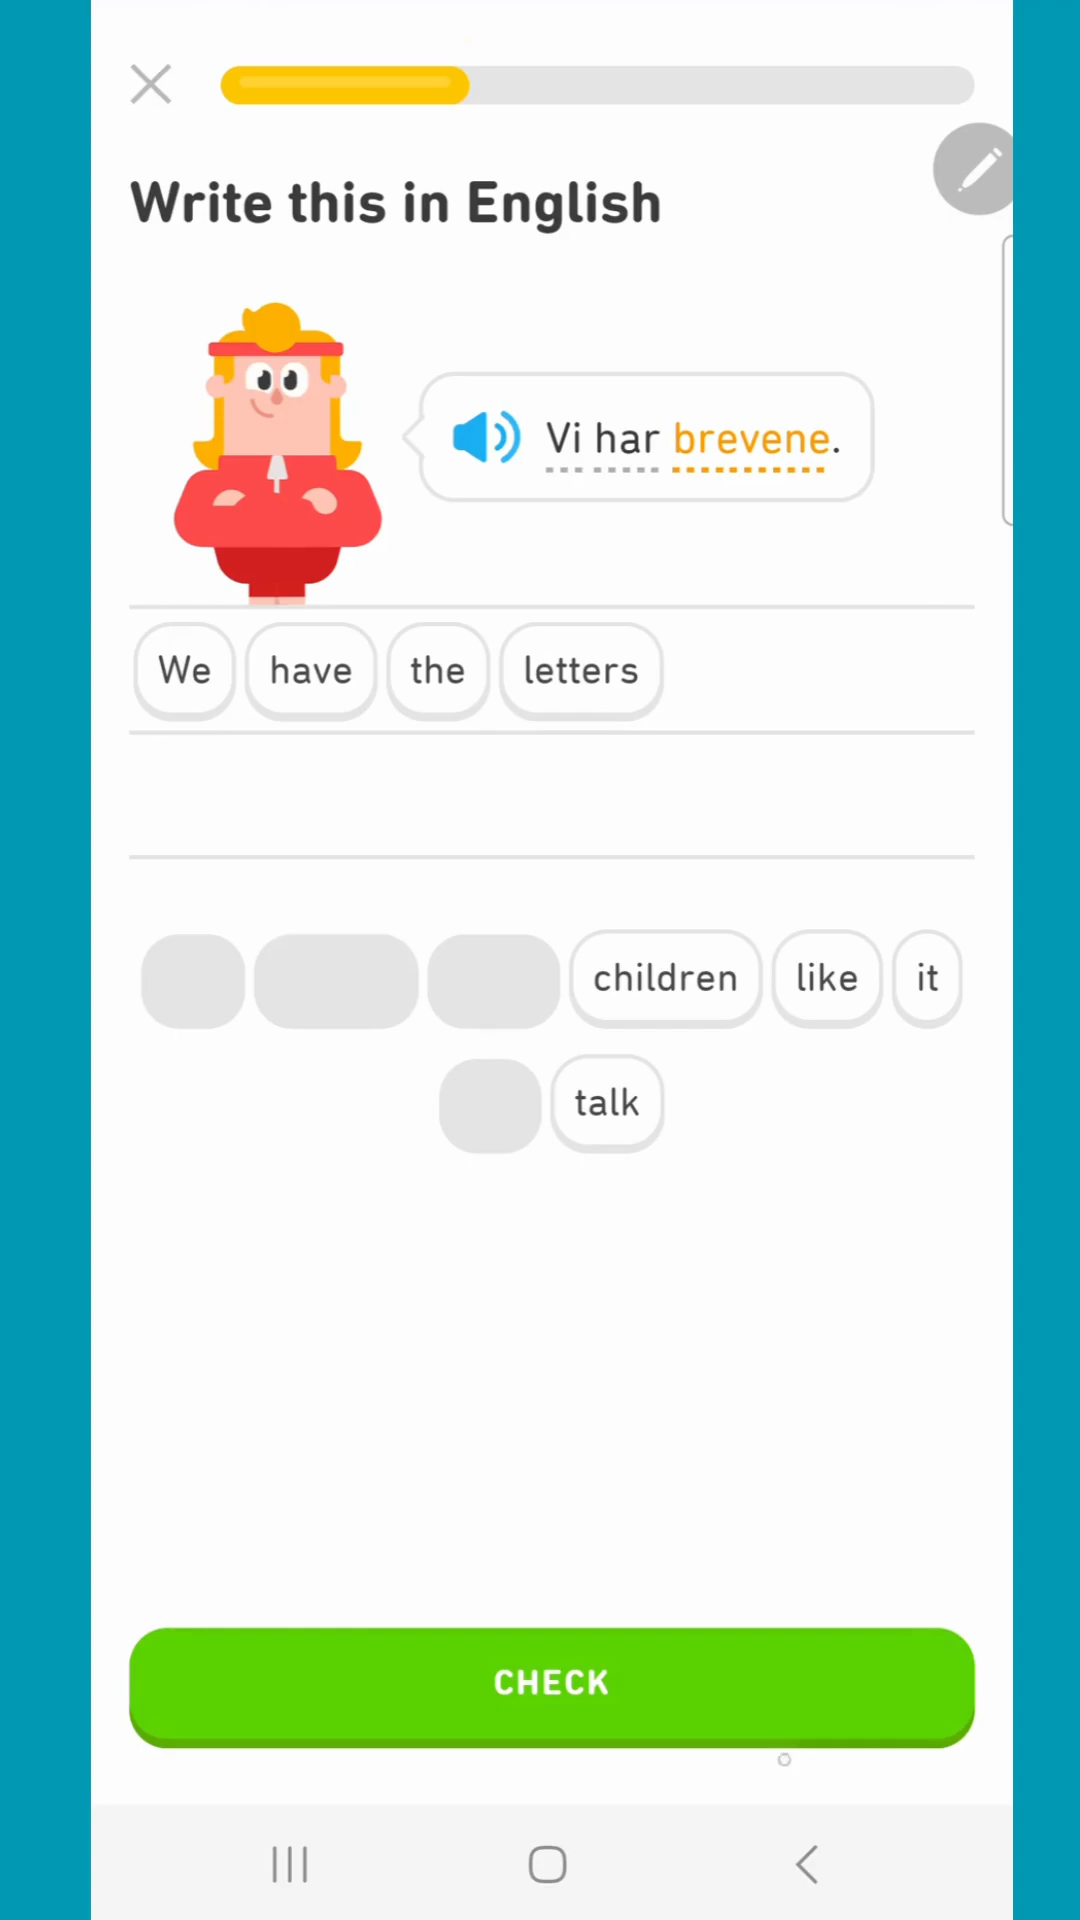 Write this in English
Vi har brevene.
We have the letters
children like it
talk
CHECK